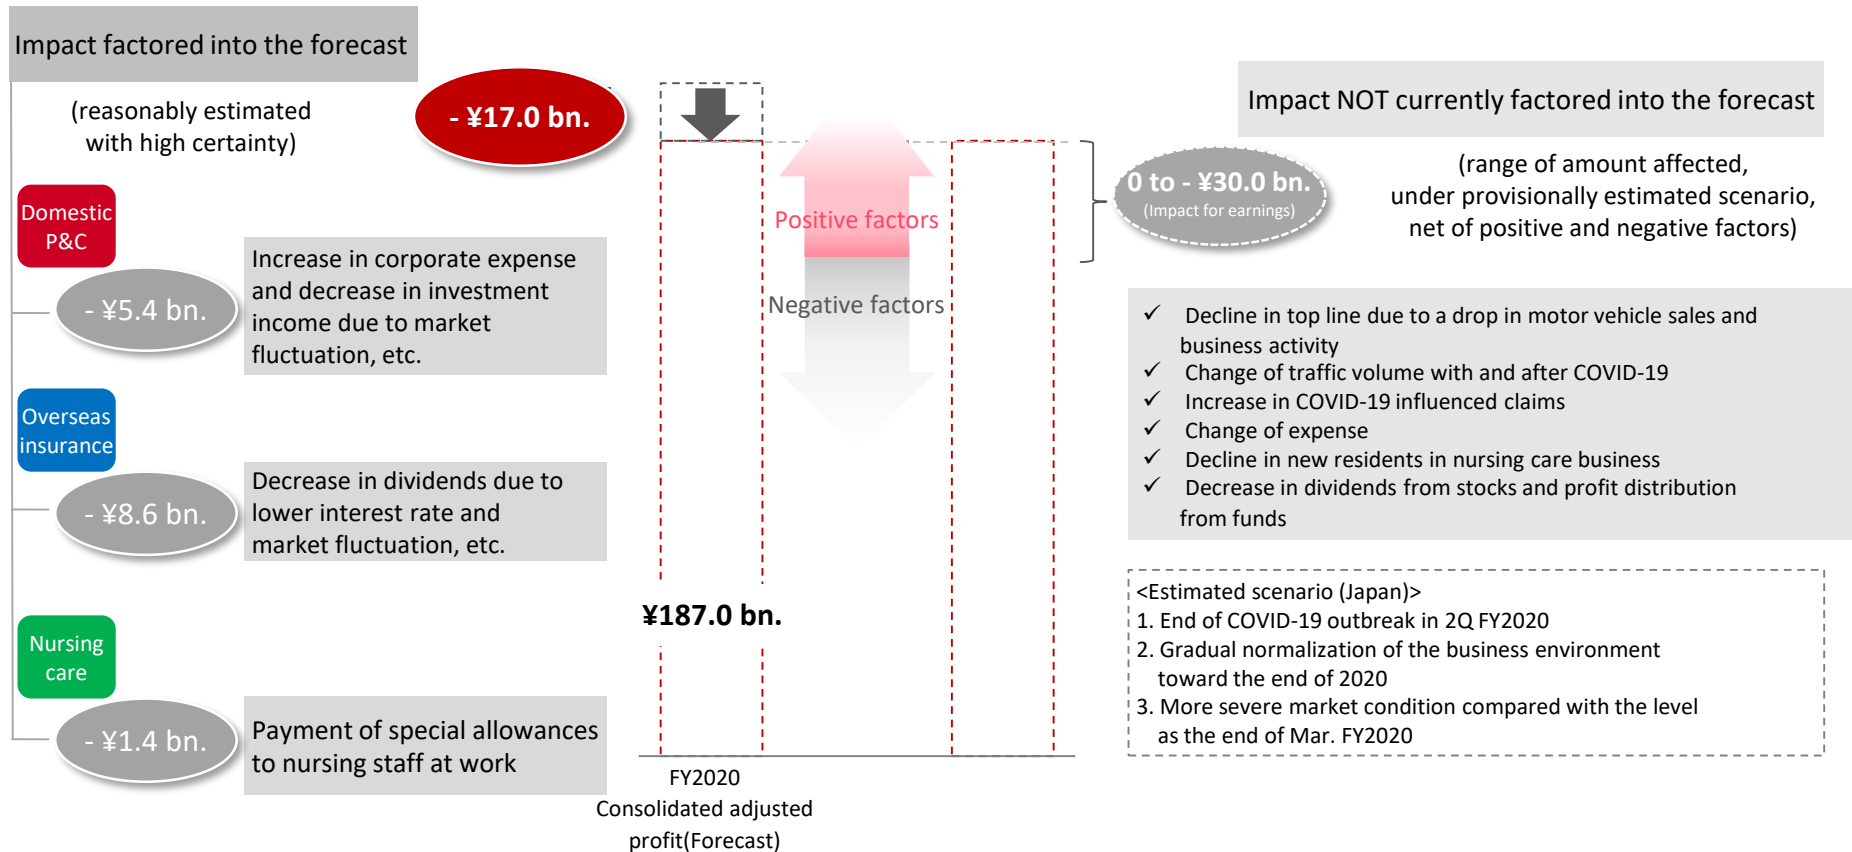 Impact factored into the forecast
(reasonably estimated
with high certainty)
- ¥17.0 bn.
Domestic
P&C
- ¥5.4 bn.
Increase in corporate expense
and decrease in investment
income due to market
fluctuation, etc.
Overseas
insurance
- ¥8.6 bn.
Decrease in dividends due to
lower interest rate and
market fluctuation, etc.
Nursing
care
- ¥1.4 bn.
Payment of special allowances
to nursing staff at work
Positive factors
Negative factors
¥187.0 bn.
FY2020
Consolidated adjusted
profit(Forecast)
Impact NOT currently factored into the forecast
0 to - ¥30.0 bn.
(Impact for earnings)
(range of amount affected,
under provisionally estimated scenario,
net of positive and negative factors)
✓ Decline in top line due to a drop in motor vehicle sales and
business activity
✓ Change of traffic volume with and after COVID-19
✓ Increase in COVID-19 influenced claims
✓ Change of expense
✓ Decline in new residents in nursing care business
✓ Decrease in dividends from stocks and profit distribution
from funds
<Estimated scenario (Japan)>
1. End of COVID-19 outbreak in 2Q FY2020
2. Gradual normalization of the business environment
toward the end of 2020
3. More severe market condition compared with the level
as the end of Mar. FY2020